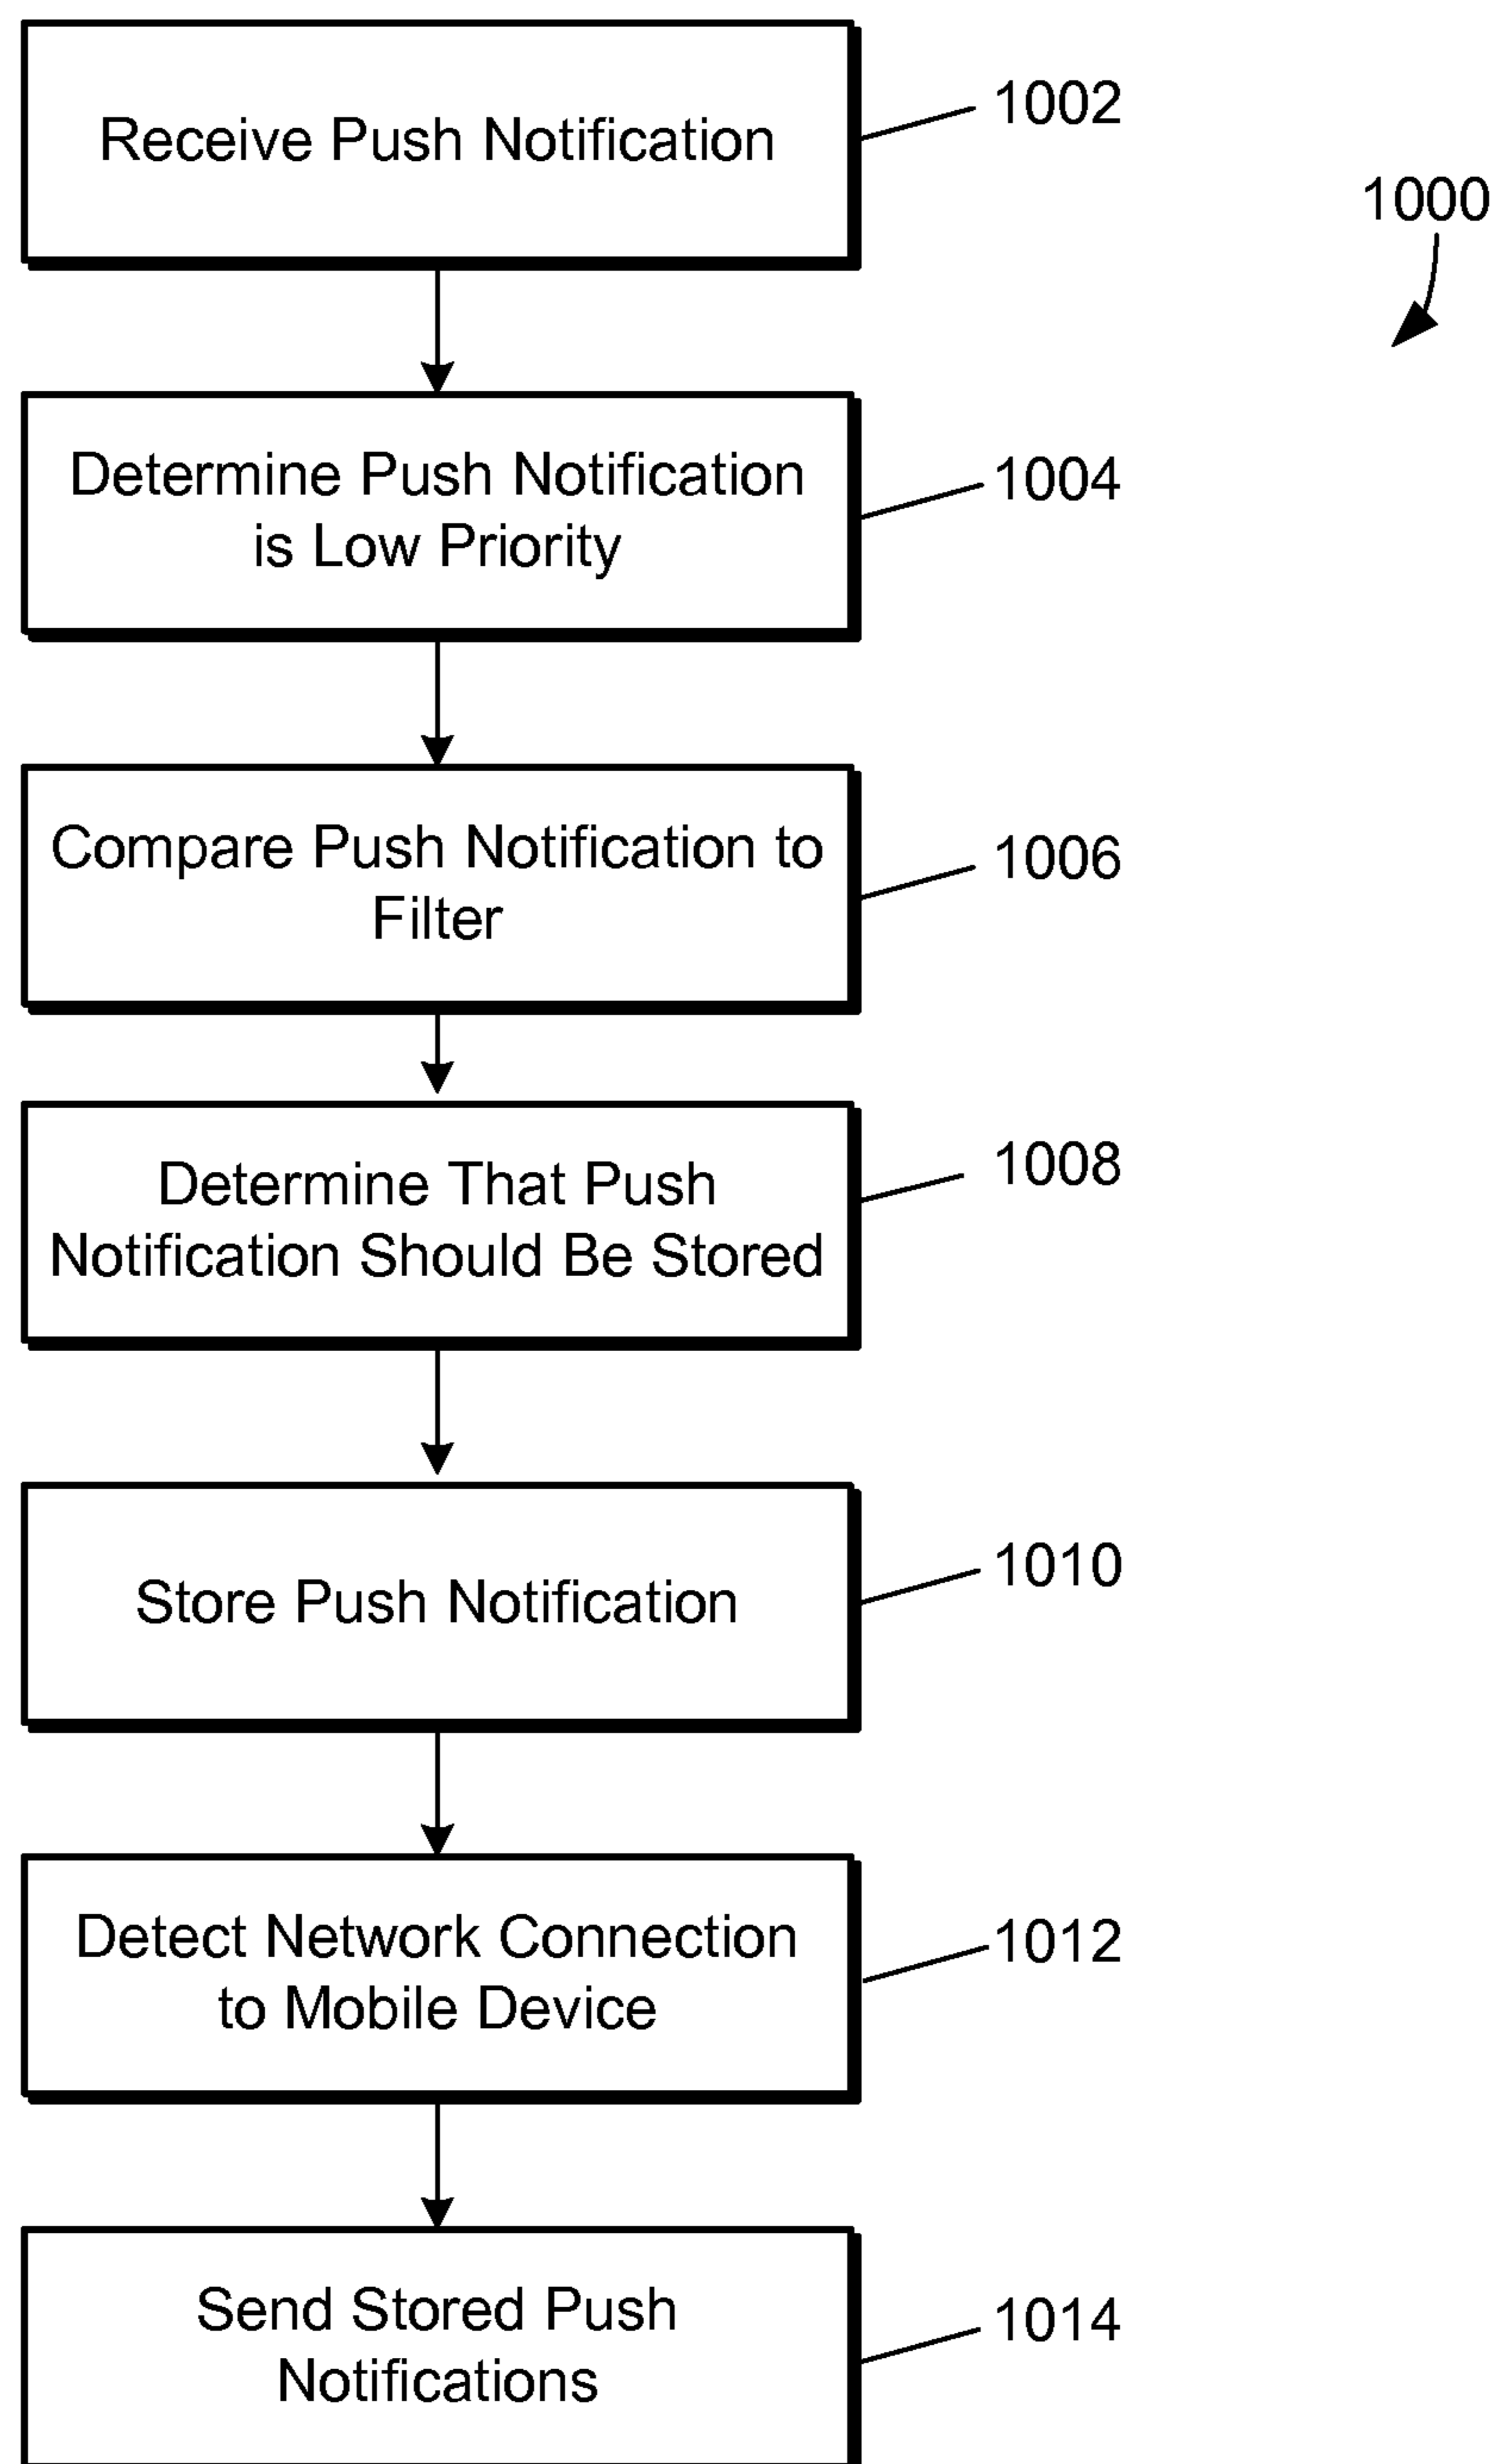 Receive Push Notification
1002
1000
Determine Push Notification
is Low Priority
1004
Compare Push Notification to
Filter
1006
Determine That Push
Notification Should Be Stored
1008
Store Push Notification
1010
Detect Network Connection
to Mobile Device
1012
Send Stored Push
Notifications
1014